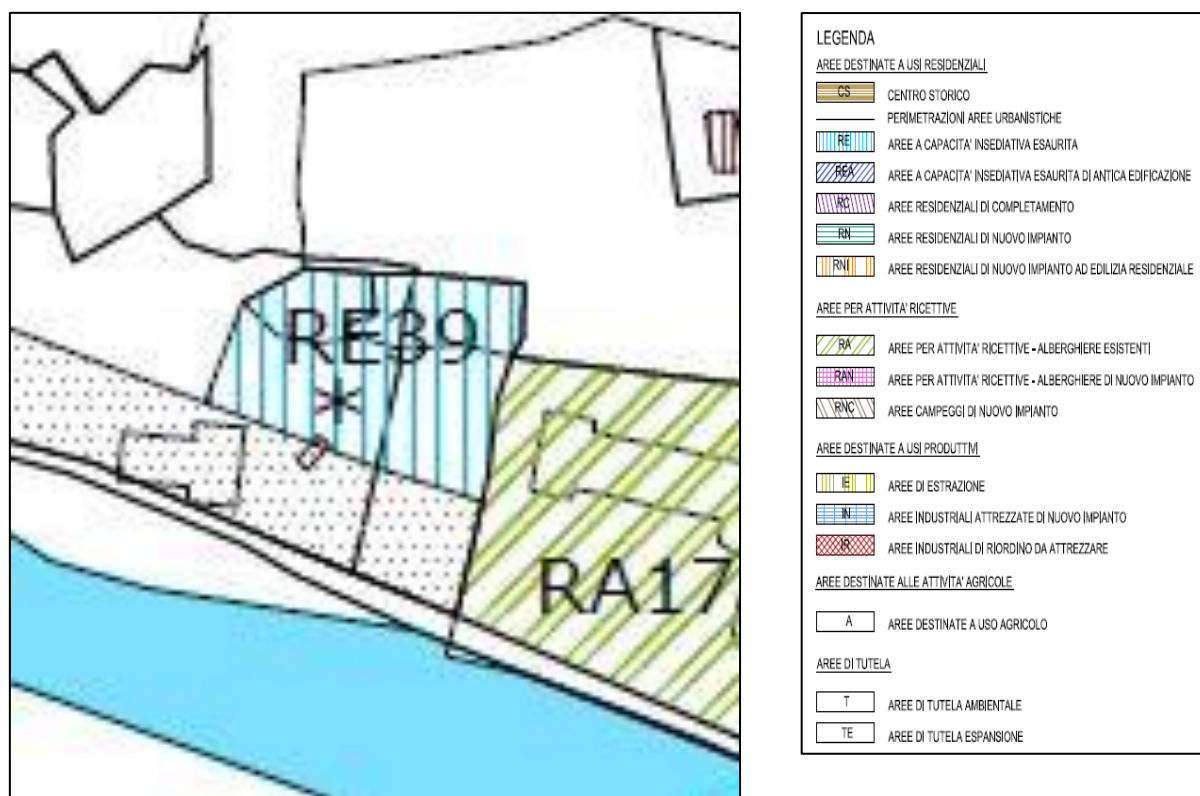 RE39
RA17
LEGENDA
AREE DESTINATE A USI RESIDENZIALI
CS CENTRO STORICO
PERIMETRAZIONI AREE URBANISTICHE
RE AREE A CAPACITA' INSEDIATIVA ESAURITA
REA AREE A CAPACITA' INSEDIATIVA ESAURITA DI ANTICA EDIFICAZIONE
RC AREE RESIDENZIALI DI COMPLETAMENTO
RN AREE RESIDENZIALI DI NUOVO IMPIANTO
RNI AREE RESIDENZIALI DI NUOVO IMPIANTO AD EDILIZIA RESIDENZIALE
AREE PER ATTIVITA' RICETTIVE
RA AREE PER ATTIVITA' RICETTIVE - ALBERGHIERE ESISTENTI
RAN AREE PER ATTIVITA' RICETTIVE - ALBERGHIERE DI NUOVO IMPIANTO
RNC AREE CAMPEGGI DI NUOVO IMPIANTO
AREE DESTINATE A USI PRODUTTIVI
IE AREE DI ESTRAZIONE
IN AREE INDUSTRIALI ATTREZZATE DI NUOVO IMPIANTO
IR AREE INDUSTRIALI DI RIORDINO DA ATTREZZARE
AREE DESTINATE ALLE ATTIVITA' AGRICOLE
A AREE DESTINATE A USO AGRICOLO
AREE DI TUTELA
T AREE DI TUTELA AMBIENTALE
TE AREE DI TUTELA ESPANSIONE